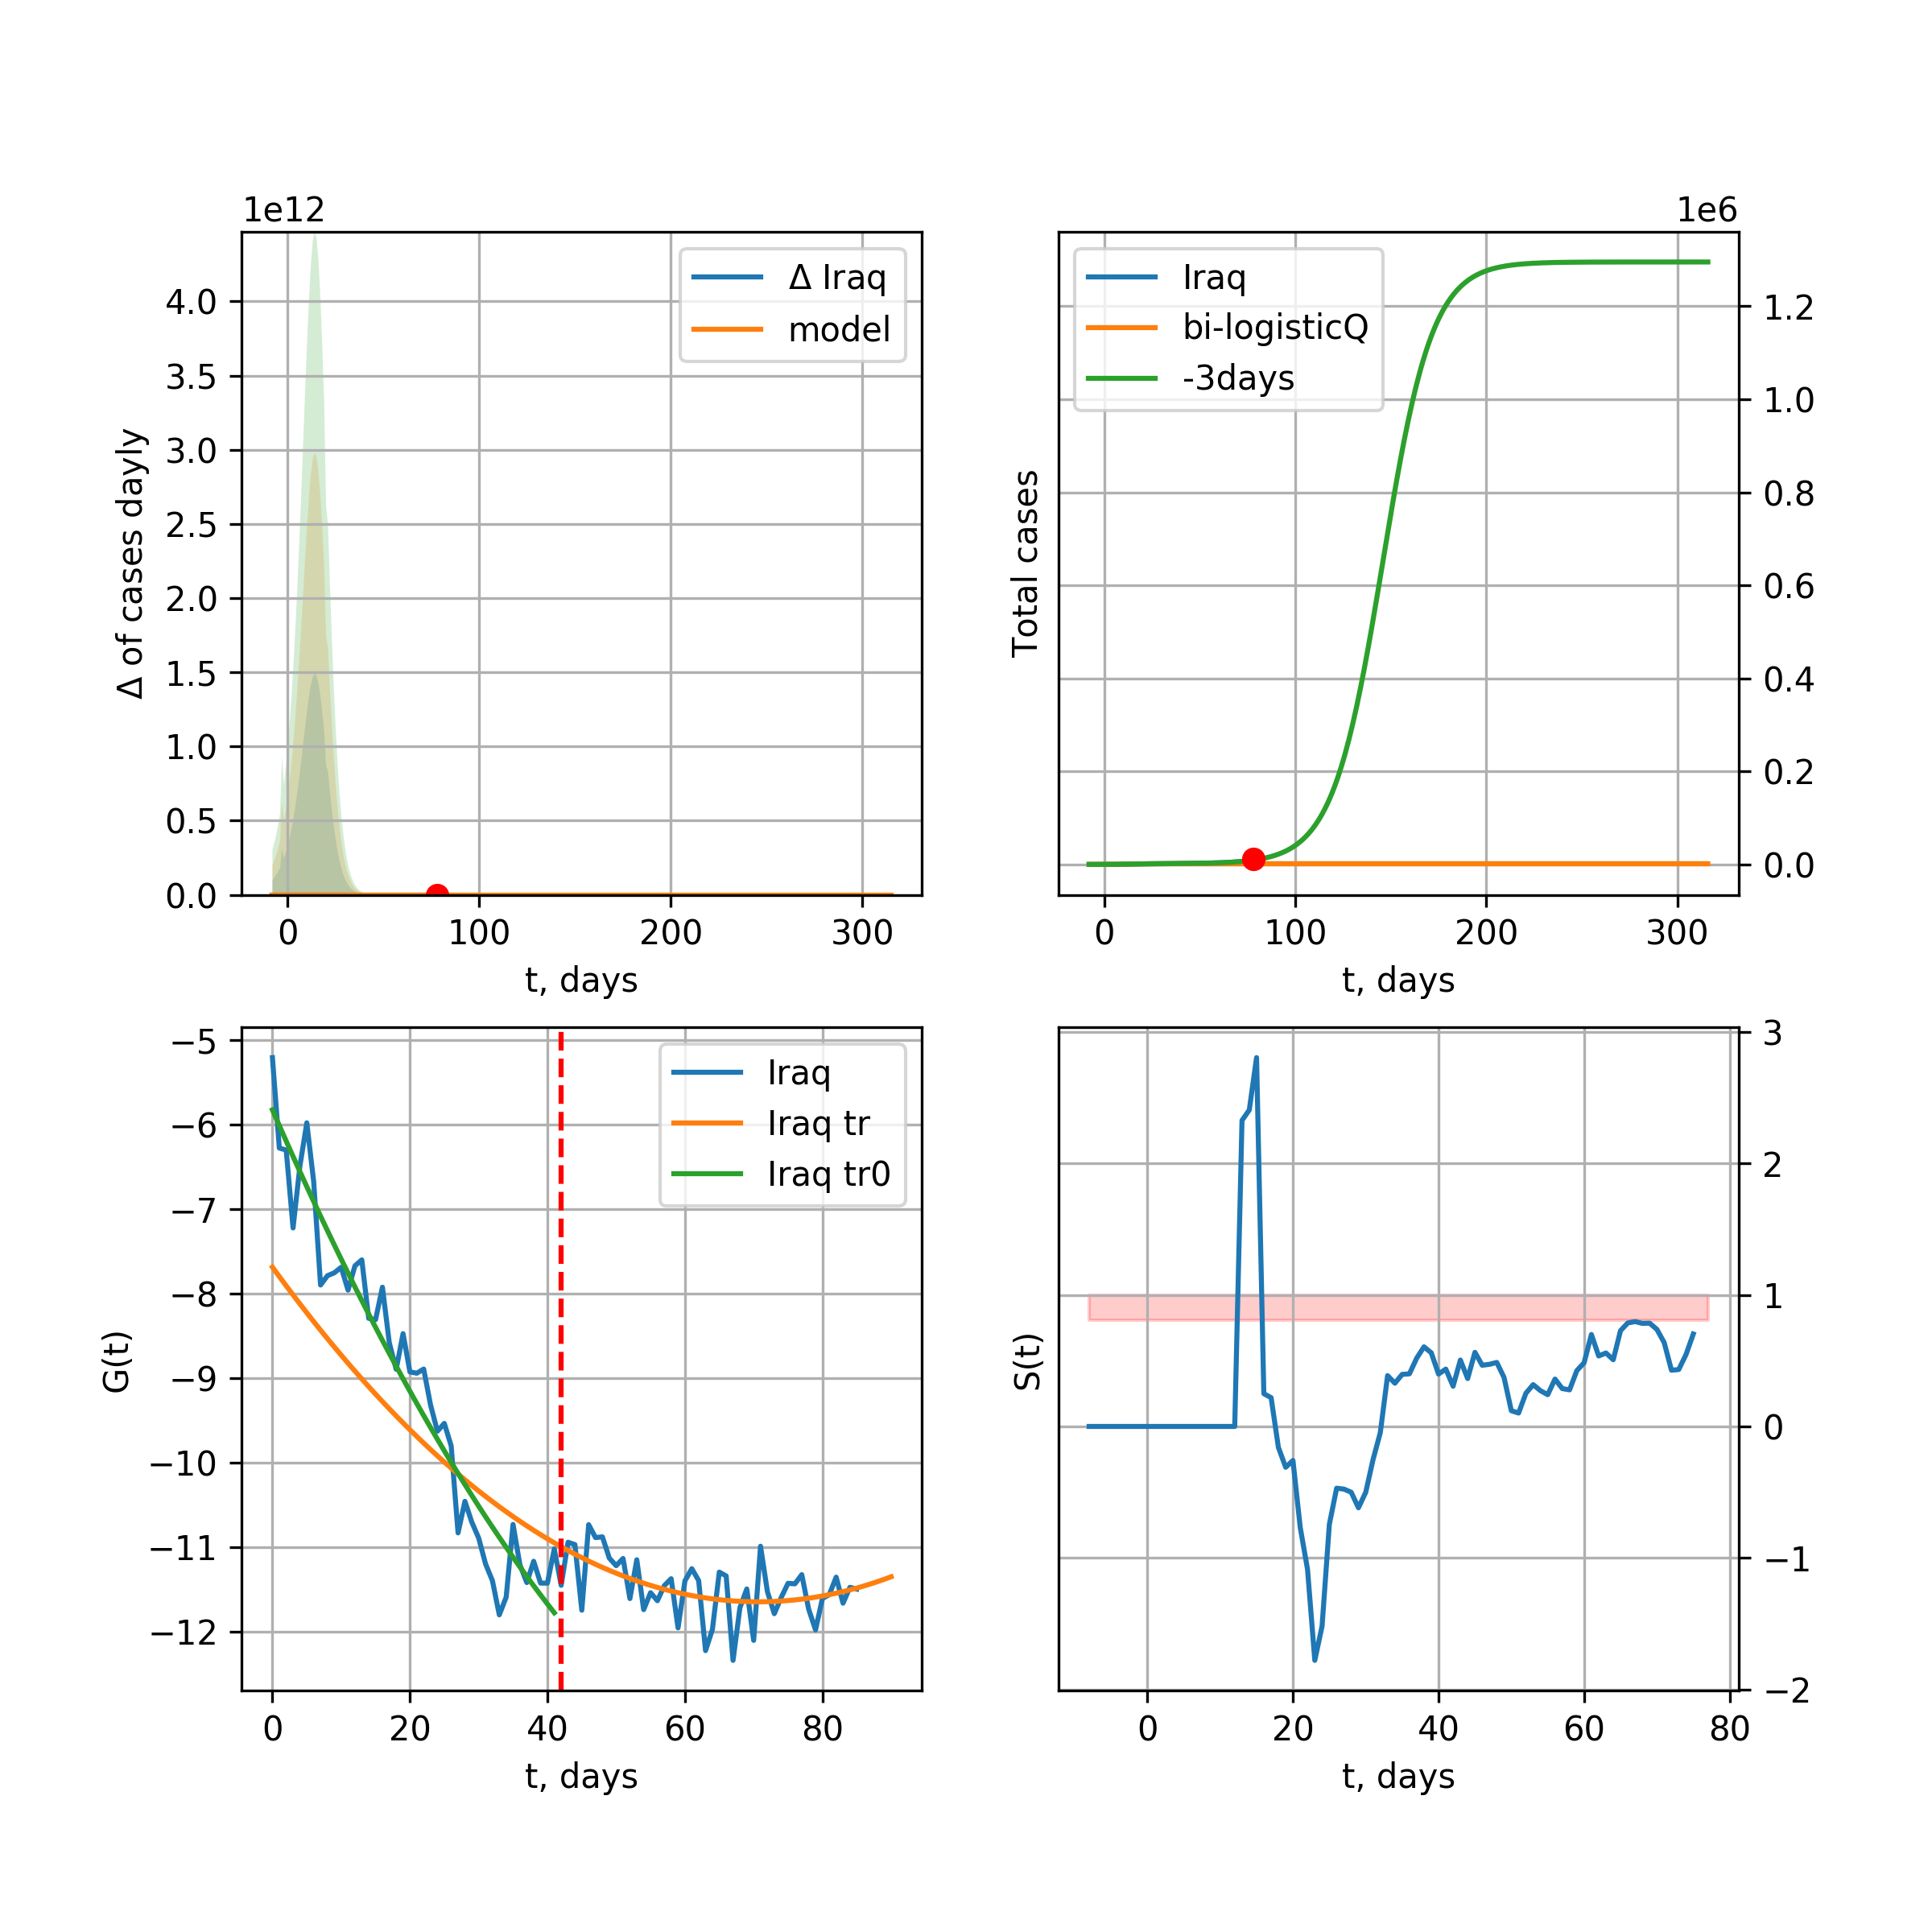 1e12
Δ of cases dayly
4.0
3.5
3.0
2.5
2.0
1.5
1.0
0.5
0.0
Δ Iraq
model
0 100 200 300
t, days
1e6
Total cases
Iraq
bi-logisticQ
-3days
1.2
1.0
0.8
0.6
0.4
0.2
0.0
0 100 200 300
t, days
G(t)
−5
−6
−7
−8
−9
−10
−11
−12
Iraq
Iraq tr
Iraq tr0
0 20 40 60 80
t, days
S(t)
3
2
1
0
−1
−2
0 20 40 60 80
t, days